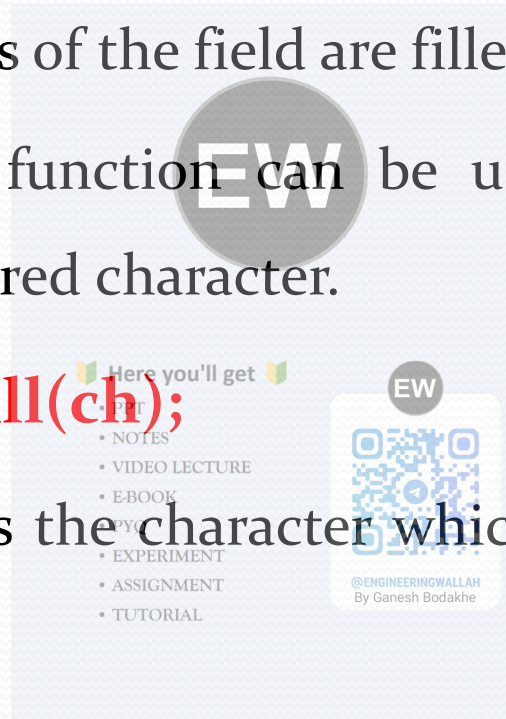 s of the field are fille
EW
function can be u
red character.
Here you'll get
ll(ch);
• PPT
• NOTES
• VIDEO LECTURE
• E-BOOK
• PYQ
• EXPERIMENT
• ASSIGNMENT
• TUTORIAL
s the character whic
EW
@ENGINEERINGWALLAH
By Ganesh Bodakhe